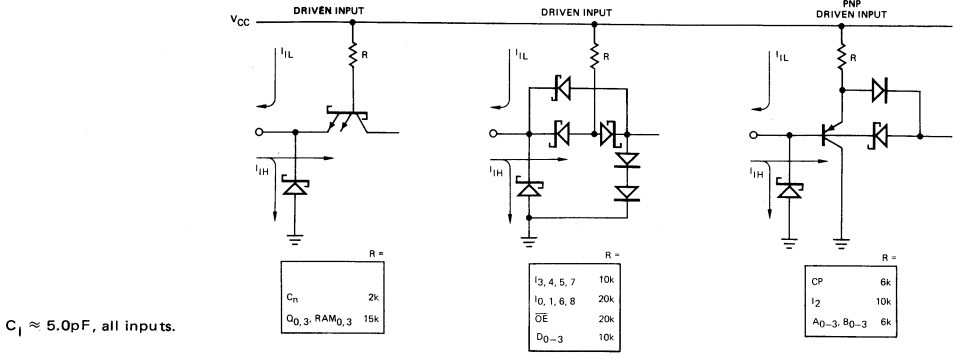 DRIVEN INPUT
DRIVEN INPUT
PNP
DRIVEN INPUT
VCC
IIL
R
IIL
R
IIL
R
IIH
IIH
IIH
R =
Cn 2k
Q0, 3, RAM0, 3 15k
R =
I3, 4, 5, 7 10k
I0, 1, 6, 8 20k
OE 20k
D0–3 10k
R =
CP 6k
I2 10k
A0–3, B0–3 6k
CI ≈ 5.0pF, all inputs.